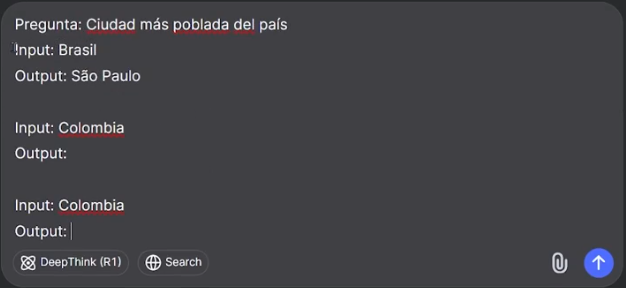 Pregunta: Ciudad más poblada del país
Input: Brasil
Output: São Paulo
Input: Colombia
Output:
Input: Colombia
Output:
DeepThink (R1) Search